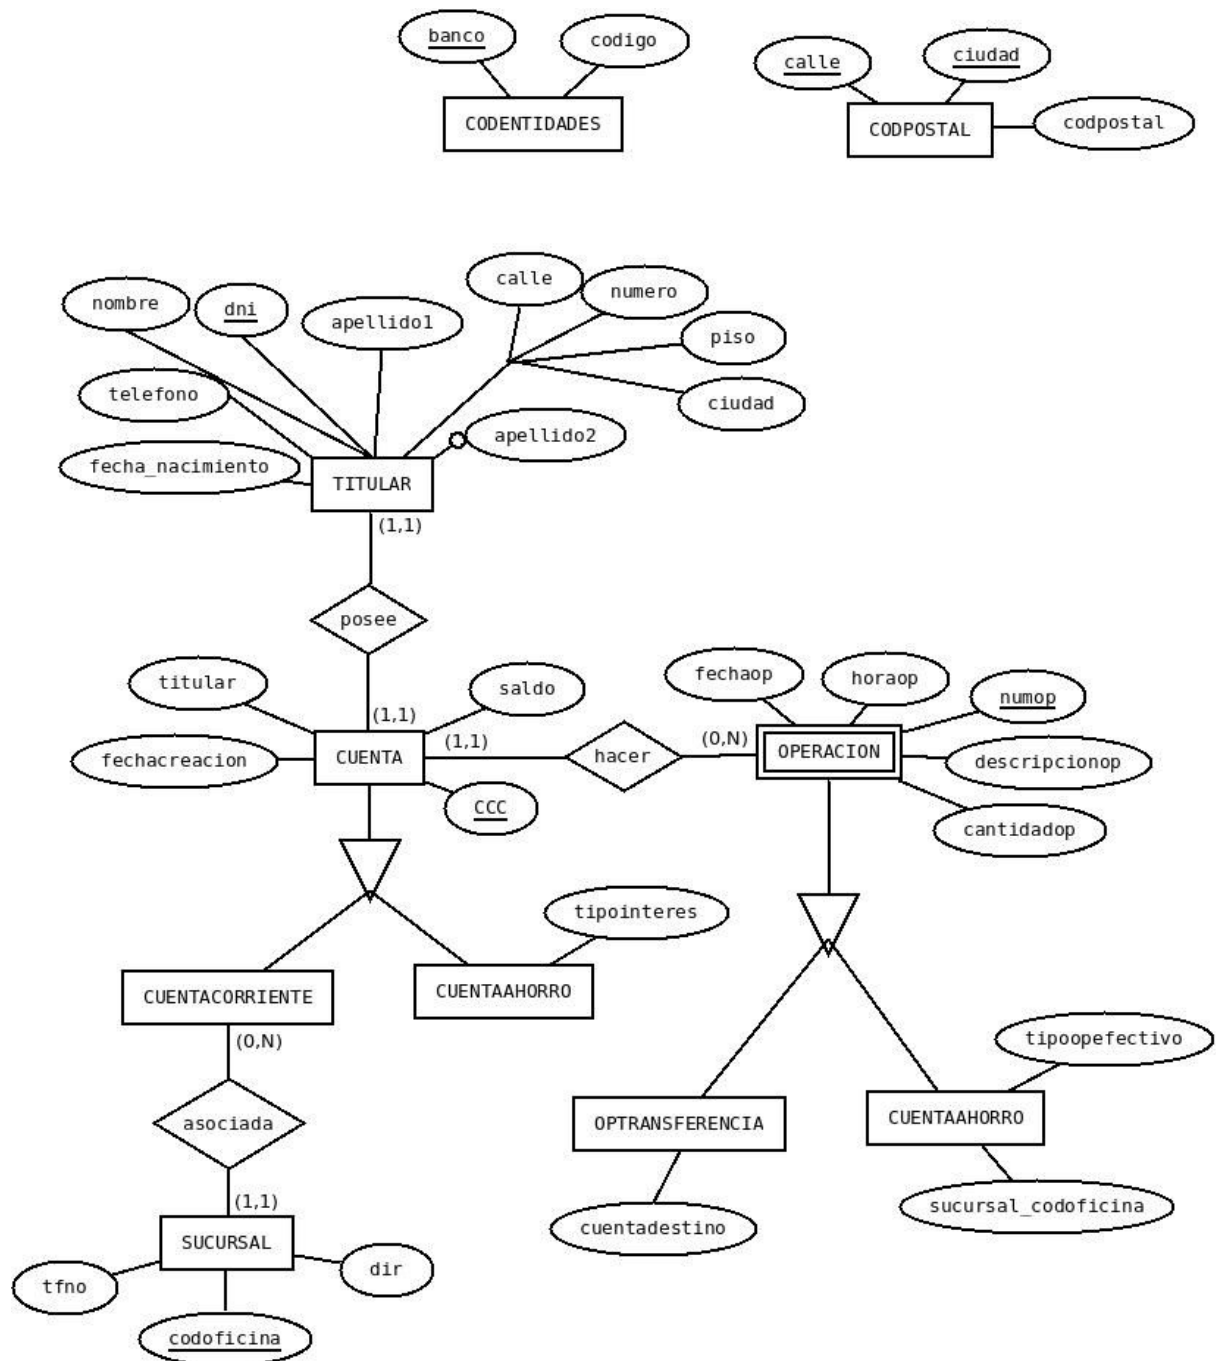 banco
codigo
CODENTIDADES
calle
ciudad
codpostal
CODPOSTAL
nombre
dni
apellido1
calle
numero
piso
ciudad
telefono
apellido2
fecha_nacimiento
TITULAR
(1,1)
posee
titular
saldo
fechacreacion
(1,1)
CUENTA
(1,1)
hacer
(0,N)
CCC
fechaop
horaop
numop
OPERACION
descripcionop
cantidadop
tipointeres
CUENTACORRIENTE
CUENTAAHORRO
(0,N)
asociada
(1,1)
SUCURSAL
tfno
dir
codoficina
tipoopefectivo
OPTRANSFERENCIA
CUENTAAHORRO
cuentadestino
sucursal_codoficina